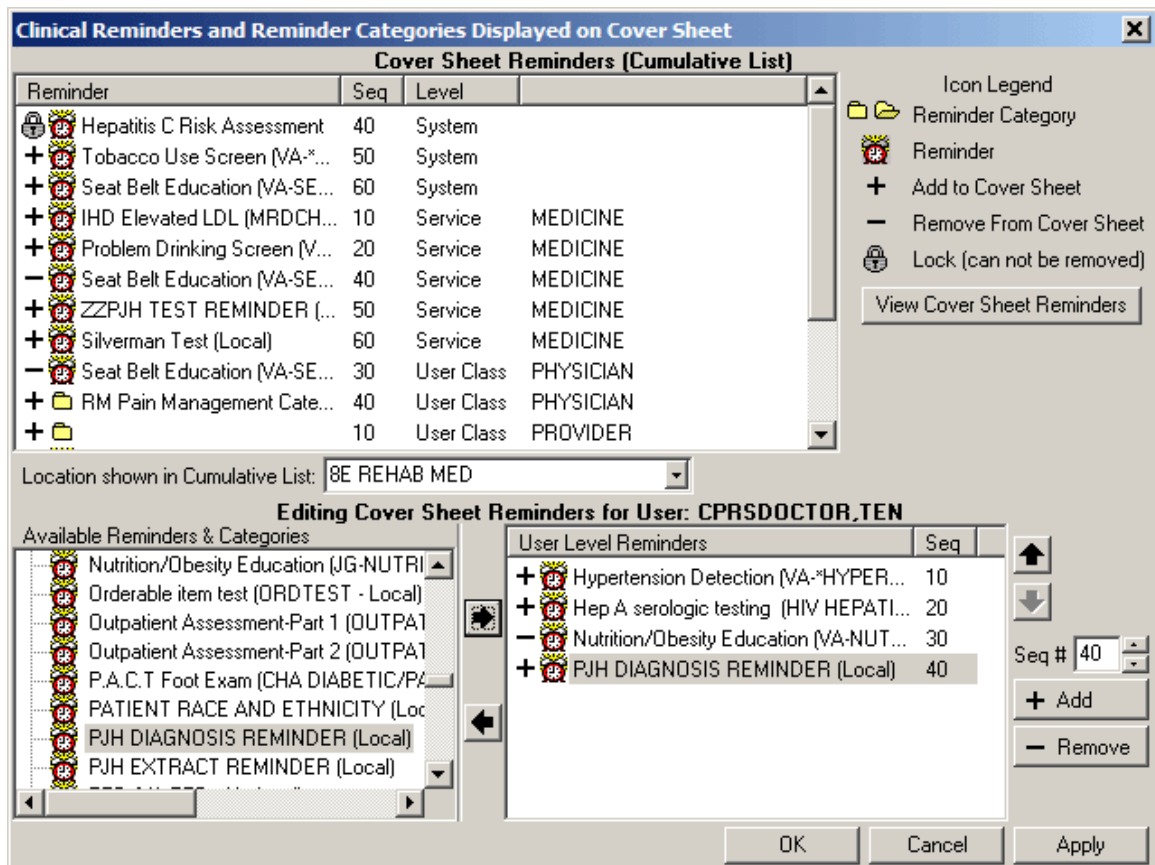 Clinical Reminders and Reminder Categories Displayed on Cover Sheet
Cover Sheet Reminders (Cumulative List)
Reminder Seq Level
Hepatitis C Risk Assessment 40 System
Tobacco Use Screen (VA-*... 50 System
Seat Belt Education (VA-SE... 60 System
IHD Elevated LDL (MRDCH... 10 Service MEDICINE
Problem Drinking Screen (V... 20 Service MEDICINE
Seat Belt Education (VA-SE... 40 Service MEDICINE
ZZPJH TEST REMINDER (... 50 Service MEDICINE
Silverman Test (Local) 60 Service MEDICINE
Seat Belt Education (VA-SE... 30 User Class PHYSICIAN
RM Pain Management Cate... 40 User Class PHYSICIAN
10 User Class PROVIDER
Icon Legend
Reminder Category
Reminder
+ Add to Cover Sheet
− Remove From Cover Sheet
Lock (can not be removed)
View Cover Sheet Reminders
Location shown in Cumulative List: 8E REHAB MED
Editing Cover Sheet Reminders for User: CPRSDOCTOR,TEN
Available Reminders & Categories
Nutrition/Obesity Education (JG-NUTRI
Orderable item test (ORDTEST - Local)
Outpatient Assessment-Part 1 (OUTPAT
Outpatient Assessment-Part 2 (OUTPAT
P.A.C.T Foot Exam (CHA DIABETIC/PA
PATIENT RACE AND ETHNICITY (Loc
PJH DIAGNOSIS REMINDER (Local)
PJH EXTRACT REMINDER (Local)
User Level Reminders Seq
Hypertension Detection (VA-*HYPER... 10
Hep A serologic testing (HIV HEPATI... 20
Nutrition/Obesity Education (VA-NUT... 30
PJH DIAGNOSIS REMINDER (Local) 40
Seq # 40
+ Add
− Remove
OK Cancel Apply